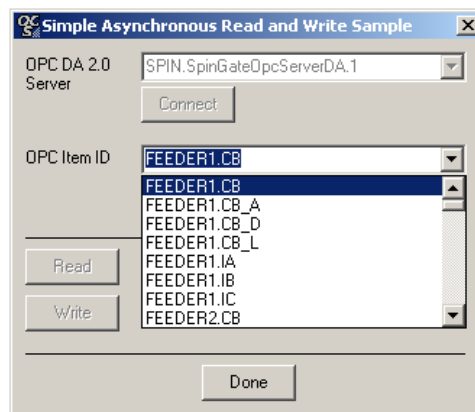 Simple Asynchronous Read and Write Sample
OPC DA 2.0
Server
SPIN.SpinGateOpcServerDA.1
Connect
OPC Item ID
FEEDER1.CB
FEEDER1.CB
FEEDER1.CB_A
FEEDER1.CB_D
FEEDER1.CB_L
FEEDER1.IA
FEEDER1.IB
FEEDER1.IC
FEEDER2.CB
Read
Write
Done